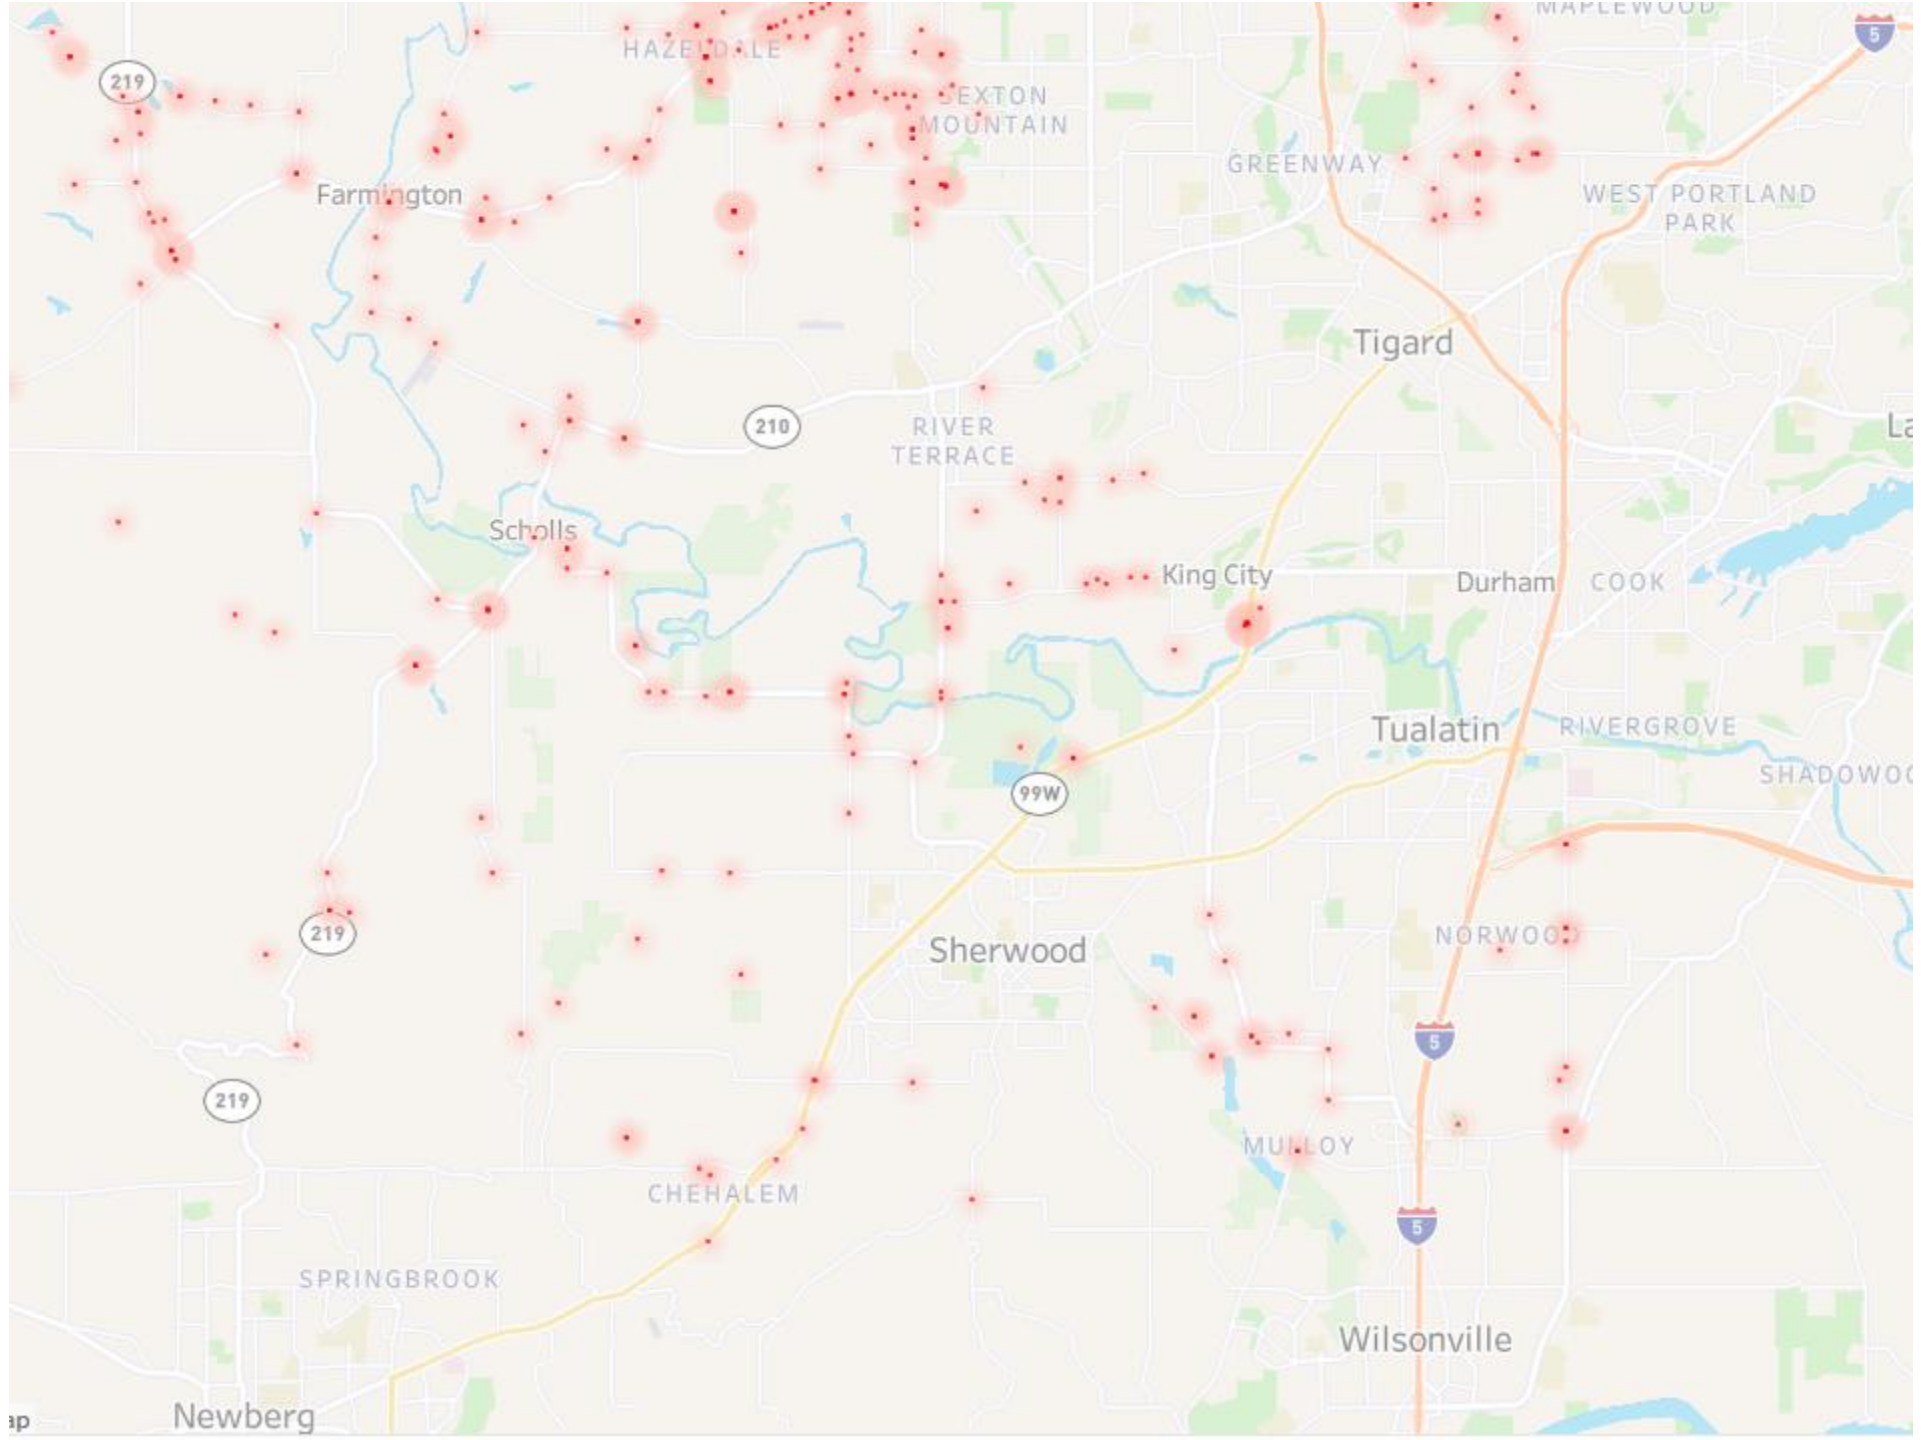 MAPLEWOOD
5
HAZELDALE
219
SEXTON
MOUNTAIN
GREENWAY
Farmington
WEST PORTLAND
PARK
Tigard
210
RIVER
TERRACE
La
Scholls
King City
Durham
COOK
Tualatin
RIVERGROVE
SHADOWOO
99W
219
NORWOOD
Sherwood
5
219
MULLOY
CHEHALEM
5
SPRINGBROOK
Wilsonville
Newberg
ap